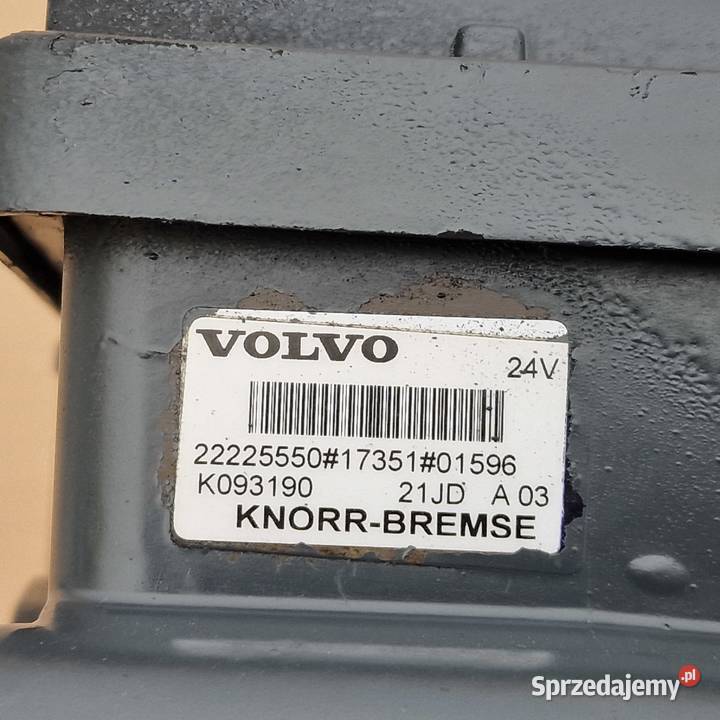 VOLVO
24V
22225550#17351#01596
K093190 21JD A 03
KNORR-BREMSE
Sprzedajemy.pl